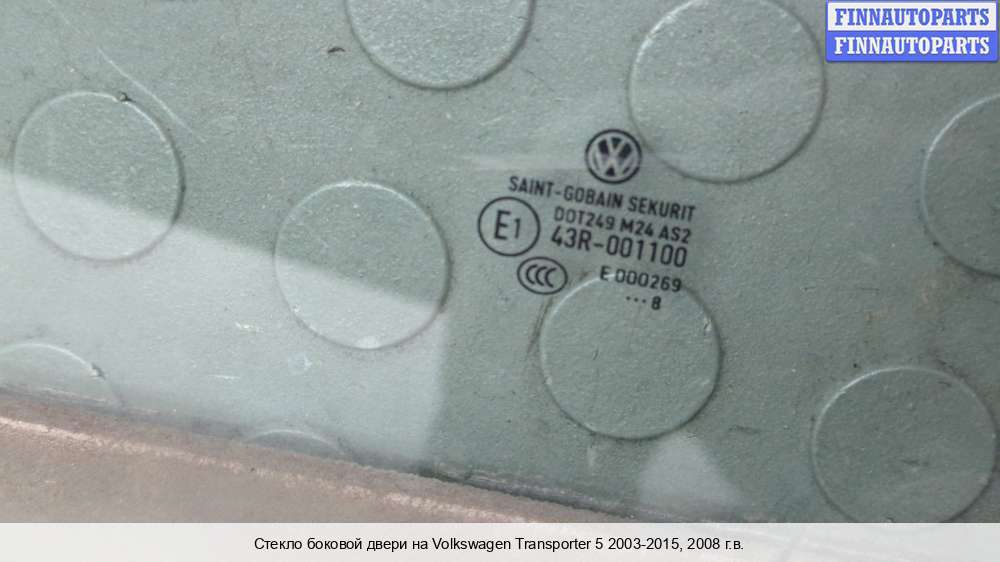 FINNAUTOPARTS
FINNAUTOPARTS
VW
SAINT-GOBAIN SEKURIT
DOT249 M24 AS2
E1
43R-001100
CCC
E 000269
... 8
Стекло боковой двери на Volkswagen Transporter 5 2003-2015, 2008 г.в.